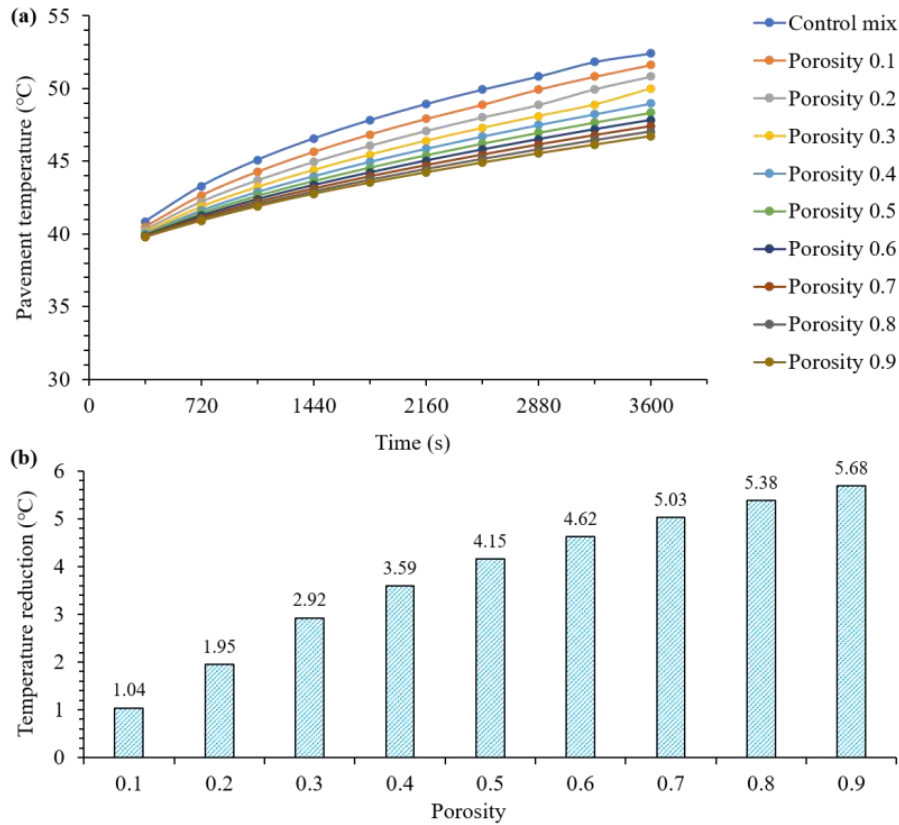 (a)
55
50
45
40
35
30
Pavement temperature (°C)
0 720 1440 2160 2880 3600
Time (s)
Control mix
Porosity 0.1
Porosity 0.2
Porosity 0.3
Porosity 0.4
Porosity 0.5
Porosity 0.6
Porosity 0.7
Porosity 0.8
Porosity 0.9
(b)
6
5
4
3
2
1
0
Temperature reduction (°C)
1.04 1.95 2.92 3.59 4.15 4.62 5.03 5.38 5.68
0.1 0.2 0.3 0.4 0.5 0.6 0.7 0.8 0.9
Porosity